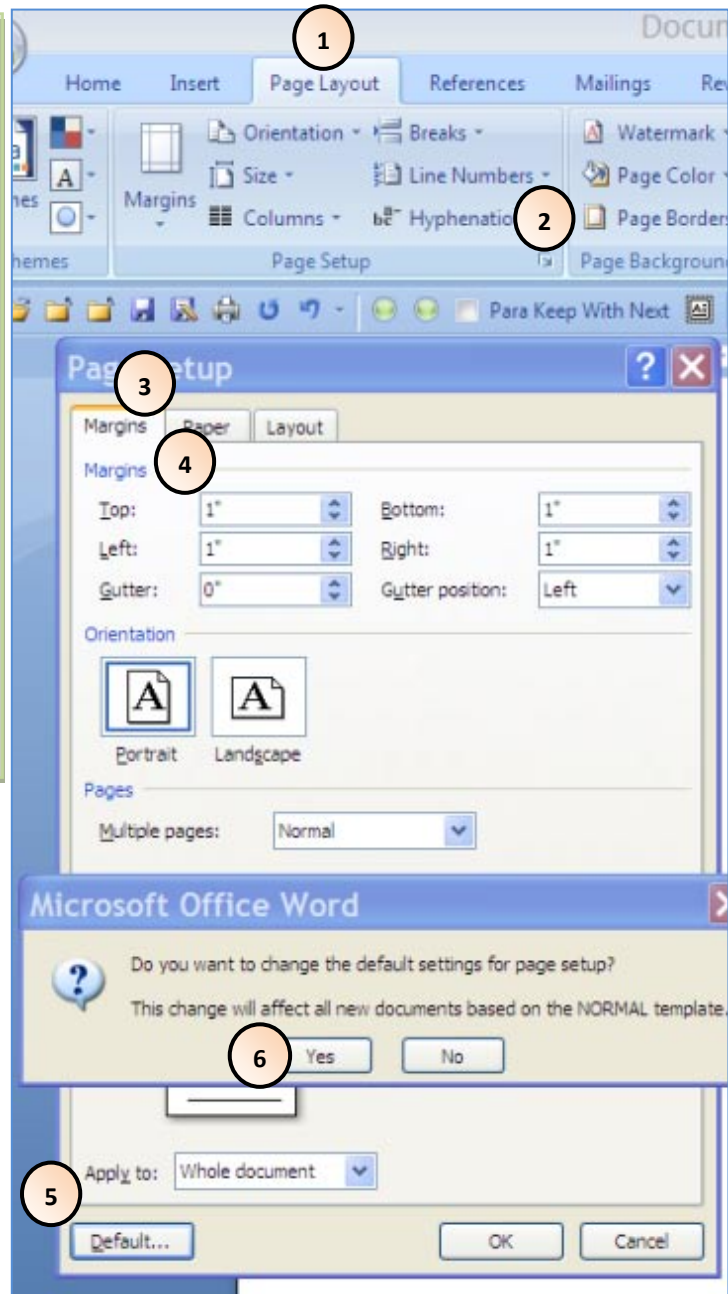 1
Docum
Home Insert Page Layout References Mailings Rev
Orientation Breaks Watermark
Margins Size Line Numbers Page Color
Columns Hyphenatio 2 Page Borders
hemes Page Setup Page Background
Para Keep With Next
Pag etup
3
Margins Paper Layout
4
Margins
Top: 1" Bottom: 1"
Left: 1" Right: 1"
Gutter: 0" Gutter position: Left
Orientation
A A
Portrait Landscape
Pages
Multiple pages: Normal
Microsoft Office Word
Do you want to change the default settings for page setup?
This change will affect all new documents based on the NORMAL template.
6 Yes No
Apply to: Whole document
5
Default... OK Cancel